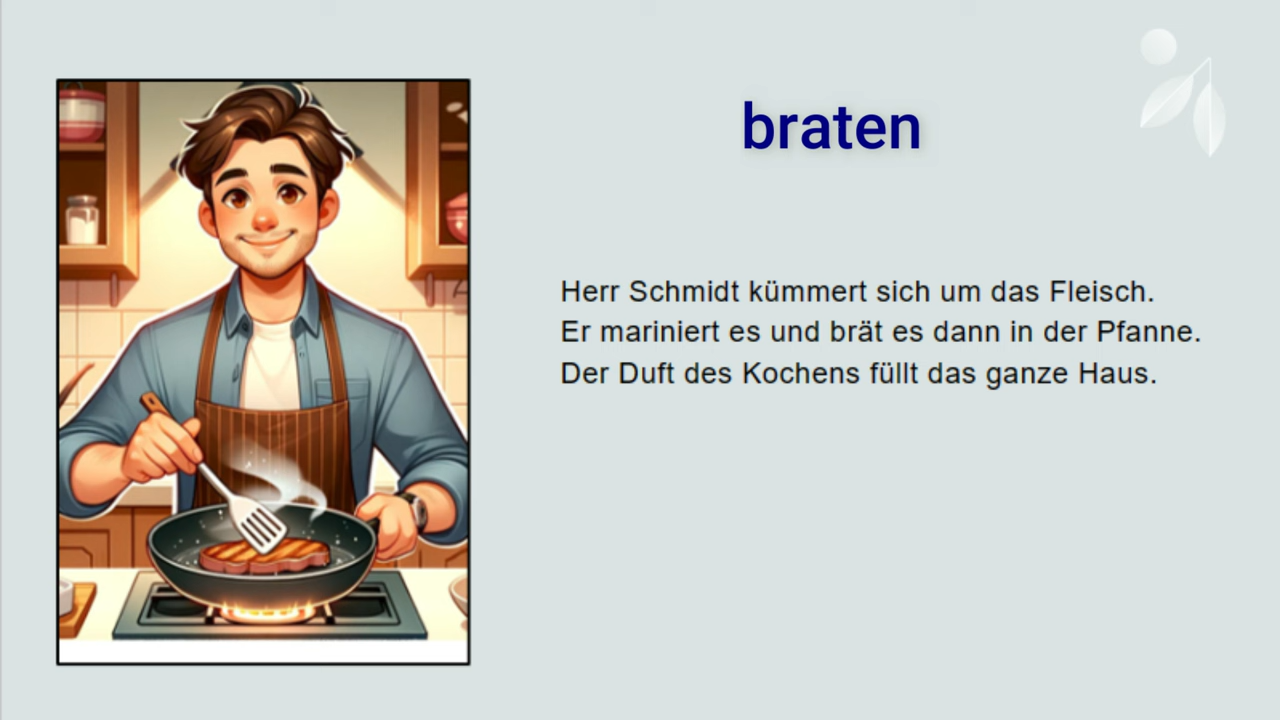 braten
Herr Schmidt kümmert sich um das Fleisch.
Er mariniert es und brät es dann in der Pfanne.
Der Duft des Kochens füllt das ganze Haus.